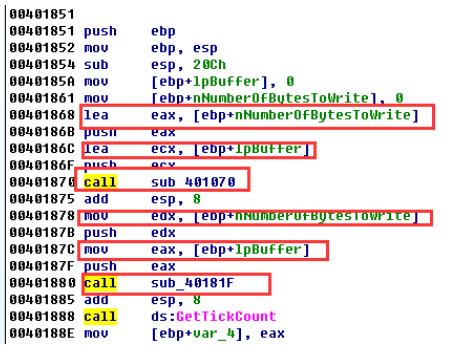 00401851
00401851 push ebp
00401852 mov ebp, esp
00401854 sub esp, 20Ch
0040185A mov [ebp+lpBuffer], 0
00401861 mov [ebp+nNumberOfBytesToWrite], 0
00401868 lea eax, [ebp+nNumberOfBytesToWrite]
0040186B push eax
0040186C lea ecx, [ebp+lpBuffer]
0040186F push ecx
00401870 call sub_401070
00401875 add esp, 8
00401878 mov edx, [ebp+nNumberOfBytesToWrite]
0040187B push edx
0040187C mov eax, [ebp+lpBuffer]
0040187F push eax
00401880 call sub_40181F
00401885 add esp, 8
00401888 call ds:GetTickCount
0040188E mov [ebp+var_4], eax